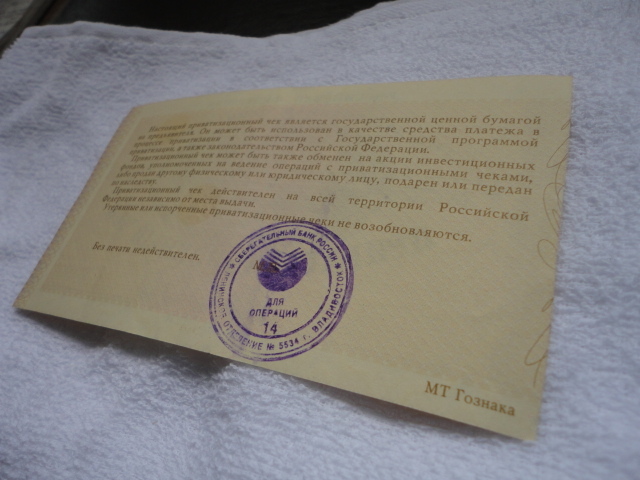 Настоящий приватизационный чек является государственной ценной бумагой
на предъявителя. Он может быть использован в качестве средства платежа в
процессе приватизации в соответствии с Государственной программой
приватизации, а также законодательством Российской Федерации.
Приватизационный чек может быть также обменен на акции инвестиционных
фондов, уполномоченных на ведение операций с приватизационными чеками,
либо продан другому физическому или юридическому лицу, подарен или передан
по наследству.
Приватизационный чек действителен на всей территории Российской
Федерации независимо от места выдачи.
Утерянные или испорченные приватизационные чеки не возобновляются.
Без печати недействителен.
СБЕРЕГАТЕЛЬНЫЙ БАНК РОССИИ
ОТДЕЛЕНИЕ № 5534 г. ВЛАДИВОСТОК
ДЛЯ
ОПЕРАЦИЙ
14
МТ Гознака